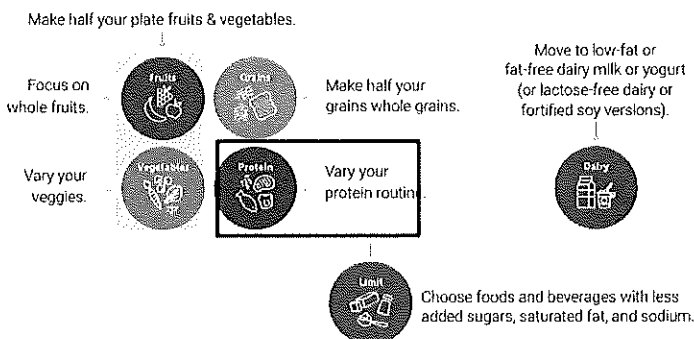 Make half your plate fruits & vegetables.
Focus on
whole fruits.
Fruits
Grains
Make half your
grains whole grains.
Move to low-fat or
fat-free dairy milk or yogurt
(or lactose-free dairy or
fortified soy versions).
Vary your
veggies.
Vegetables
Protein
Vary your
protein routine.
Dairy
Limit
Choose foods and beverages with less
added sugars, saturated fat, and sodium.